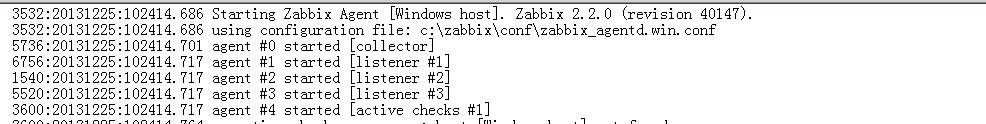 3532:20131225:102414.686 Starting Zabbix Agent [Windows host]. Zabbix 2.2.0 (revision 40147).
3532:20131225:102414.686 using configuration file: c:\zabbix\conf\zabbix_agentd.win.conf
5736:20131225:102414.701 agent #0 started [collector]
6756:20131225:102414.717 agent #1 started [listener #1]
1540:20131225:102414.717 agent #2 started [listener #2]
5520:20131225:102414.717 agent #3 started [listener #3]
3600:20131225:102414.717 agent #4 started [active checks #1]